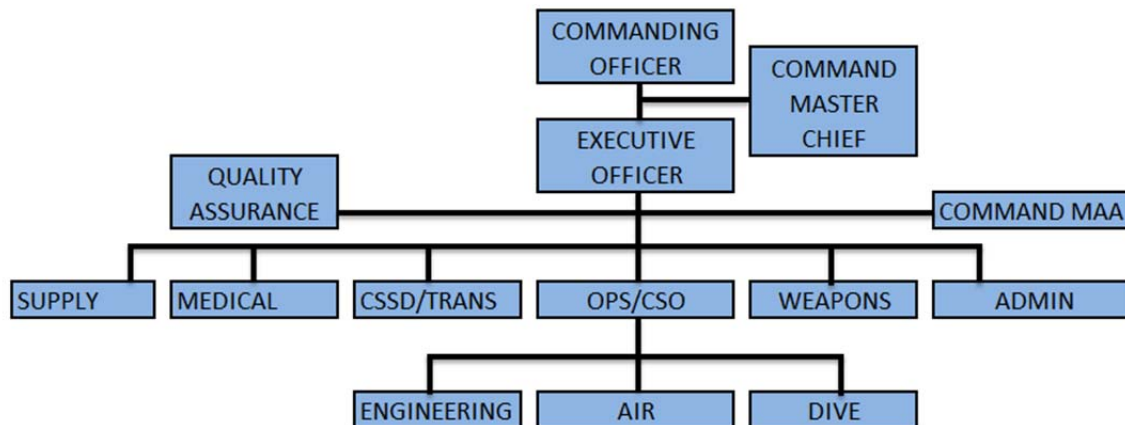 COMMANDING
OFFICER
COMMAND
MASTER
CHIEF
EXECUTIVE
OFFICER
QUALITY
ASSURANCE
COMMAND MAA
SUPPLY
MEDICAL
CSSD/TRANS
OPS/CSO
WEAPONS
ADMIN
ENGINEERING
AIR
DIVE